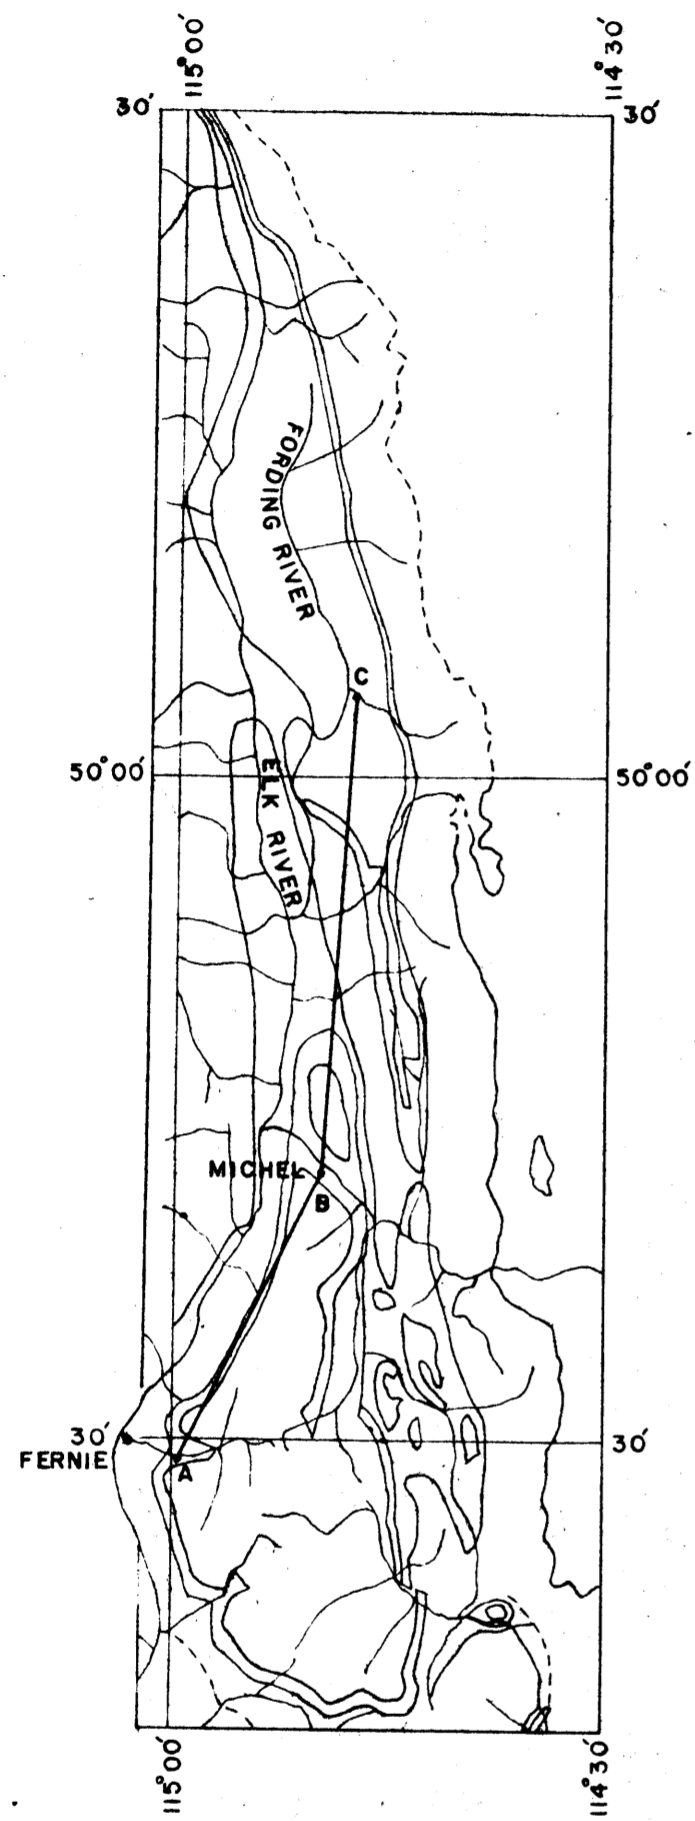 115°00'
114°30'
30'
30'
FORDING RIVER
C
50°00'
50°00'
ELK RIVER
MICHEL
B
30'
30'
FERNIE
A
115°00'
114°30'